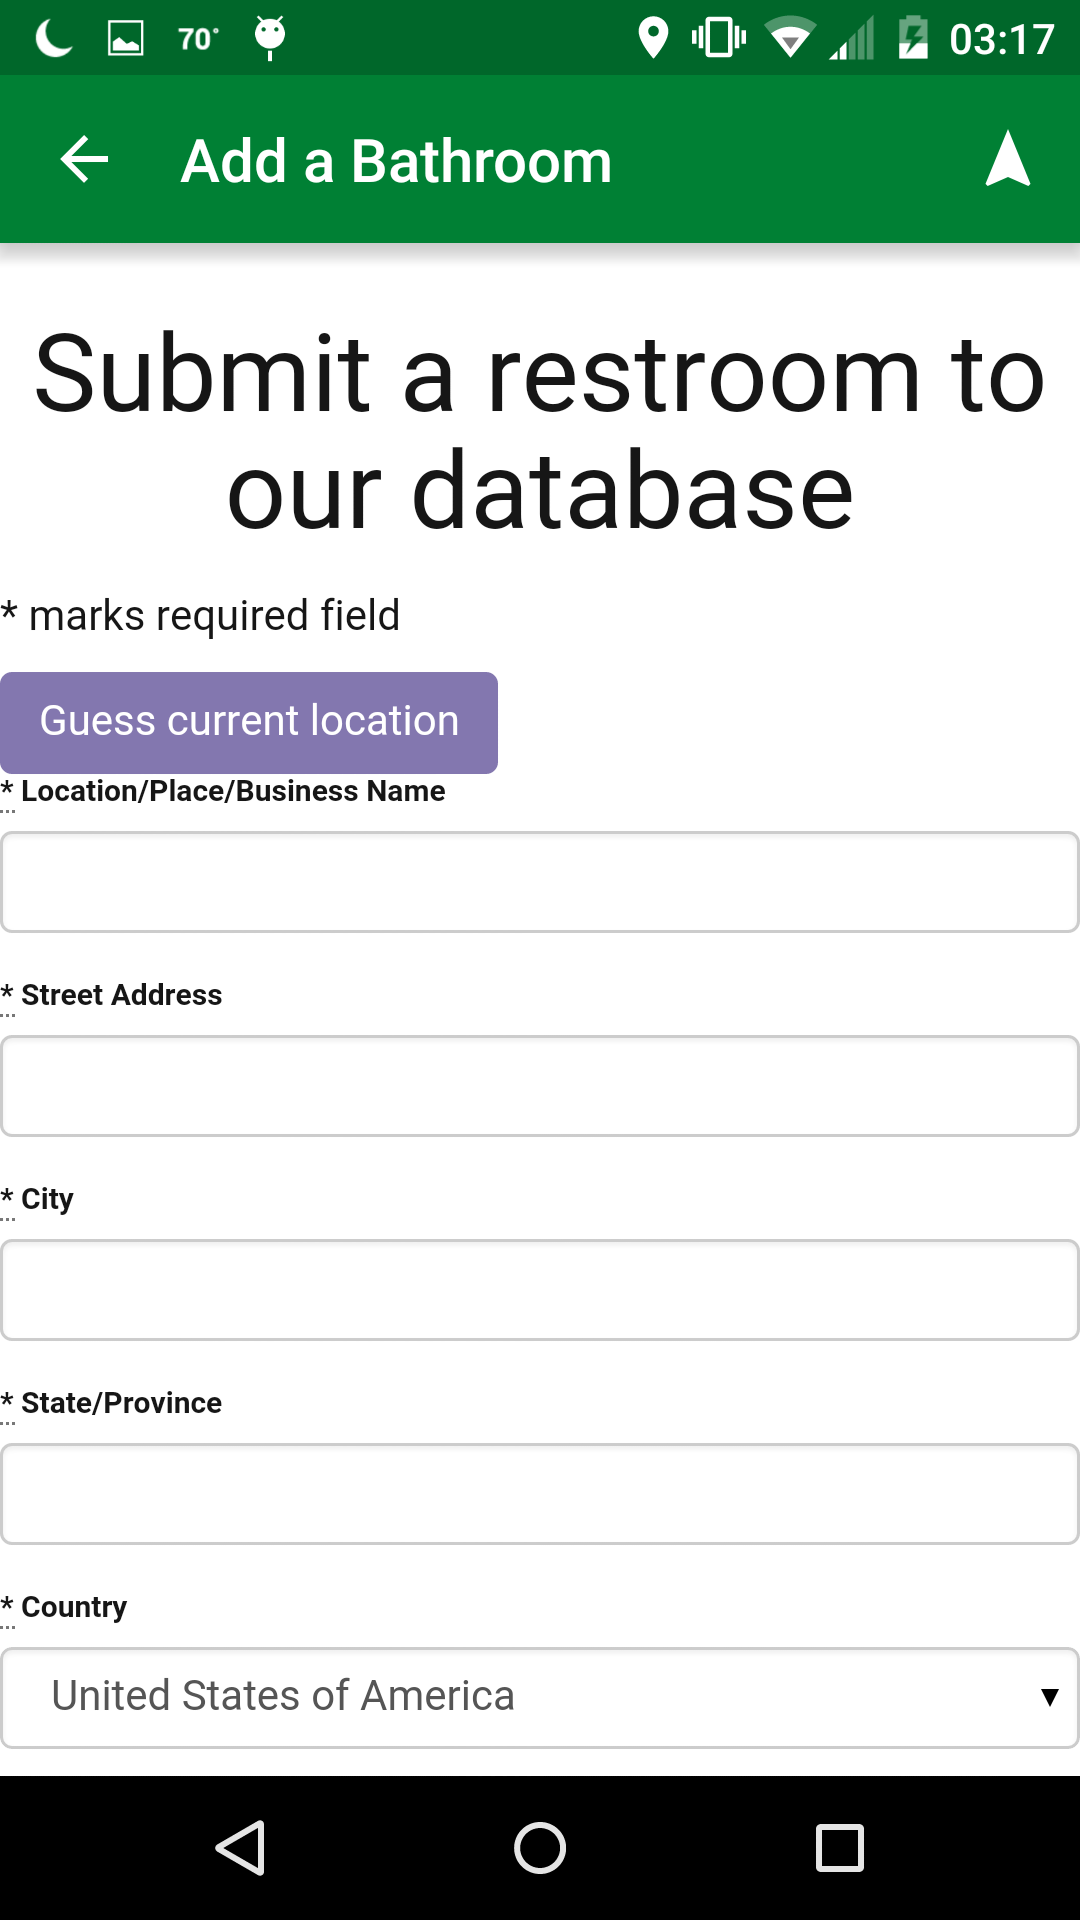 70° 03:17
Add a Bathroom
Submit a restroom to
our database
* marks required field
Guess current location
* Location/Place/Business Name
* Street Address
* City
* State/Province
* Country
United States of America